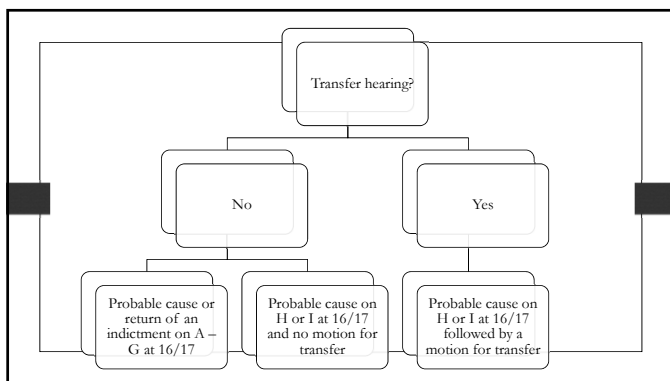 Transfer hearing?
No
Yes
Probable cause or
return of an
indictment on A –
G at 16/17
Probable cause on
H or I at 16/17
and no motion for
transfer
Probable cause on
H or I at 16/17
followed by a
motion for transfer